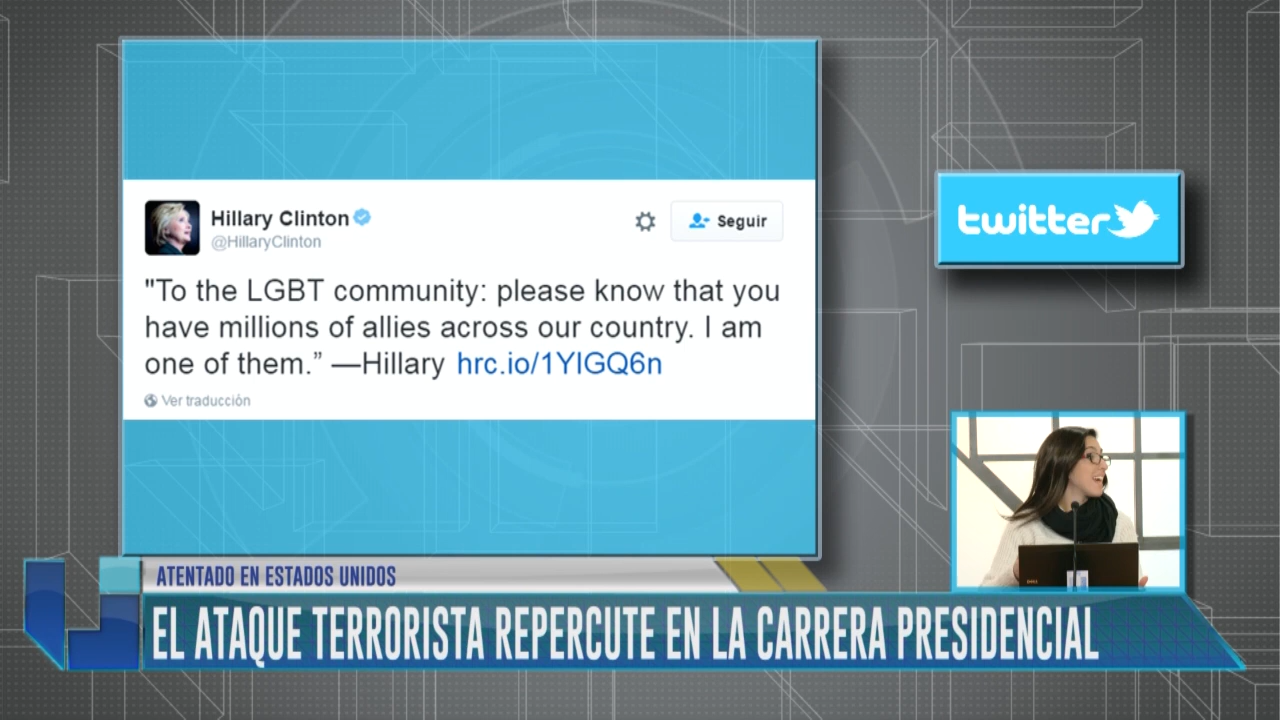 Hillary Clinton
@HillaryClinton
Seguir
"To the LGBT community: please know that you
have millions of allies across our country. I am
one of them.” —Hillary hrc.io/1YIGQ6n
Ver traducción
twitter
ATENTADO EN ESTADOS UNIDOS
EL ATAQUE TERRORISTA REPERCUTE EN LA CARRERA PRESIDENCIAL